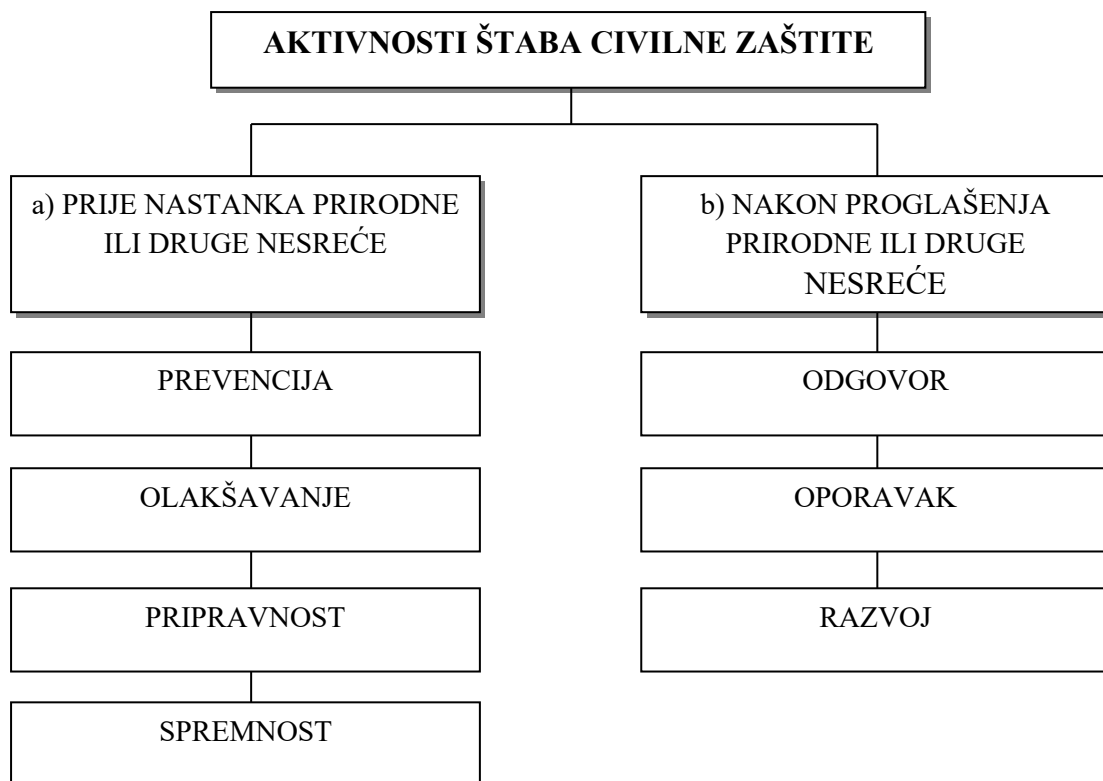 AKTIVNOSTI ŠTABA CIVILNE ZAŠTITE
a) PRIJE NASTANKA PRIRODNE
ILI DRUGE NESREĆE
PREVENCIJA
OLAKŠAVANJE
PRIPRAVNOST
SPREMNOST
b) NAKON PROGLAŠENJA
PRIRODNE ILI DRUGE
NESREĆE
ODGOVOR
OPORAVAK
RAZVOJ